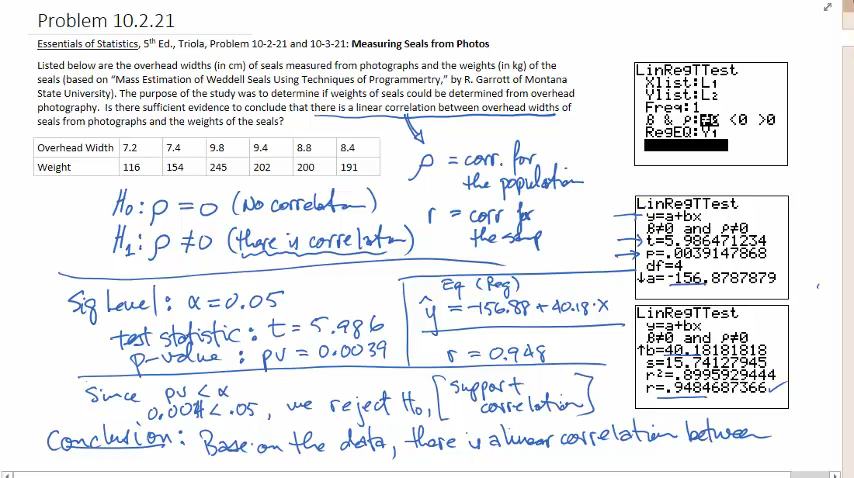 Problem 10.2.21
Essentials of Statistics, 5th Ed., Triola, Problem 10-2-21 and 10-3-21: Measuring Seals from Photos
Listed below are the overhead widths (in cm) of seals measured from photographs and the weights (in kg) of the
seals (based on "Mass Estimation of Weddell Seals Using Techniques of Programmertry," by R. Garrott of Montana
State University). The purpose of the study was to determine if weights of seals could be determined from overhead
photography. Is there sufficient evidence to conclude that there is a linear correlation between overhead widths of
seals from photographs and the weights of the seals?
Overhead Width 7.2 7.4 9.8 9.4 8.8 8.4
Weight 116 154 245 202 200 191
ρ = corr. for
the population
r = corr for
the samp
H₀: ρ = 0 (No correlation)
H₁: ρ ≠ 0 (there is correlation)
Sig Level: α = 0.05
test statistic: t = 5.986
p-value: pv = 0.0039
Eq (Reg)
ŷ = -156.88 + 40.18·x
r = 0.948
Since pv < α
0.004 < .05, we reject H₀, [support
correlation]
Conclusion: Base on the data, there is a linear correlation between
LinRegTTest
Xlist:L₁
Ylist:L₂
Freq:1
β & ρ:≠0 <0 >0
RegEQ:Y₁
LinRegTTest
y=a+bx
β≠0 and ρ≠0
t=5.986471234
p=.0039147868
df=4
↓a=-156.8787879
LinRegTTest
y=a+bx
β≠0 and ρ≠0
↑b=40.18181818
s=15.74127945
r²=.8995929444
r=.9484687366